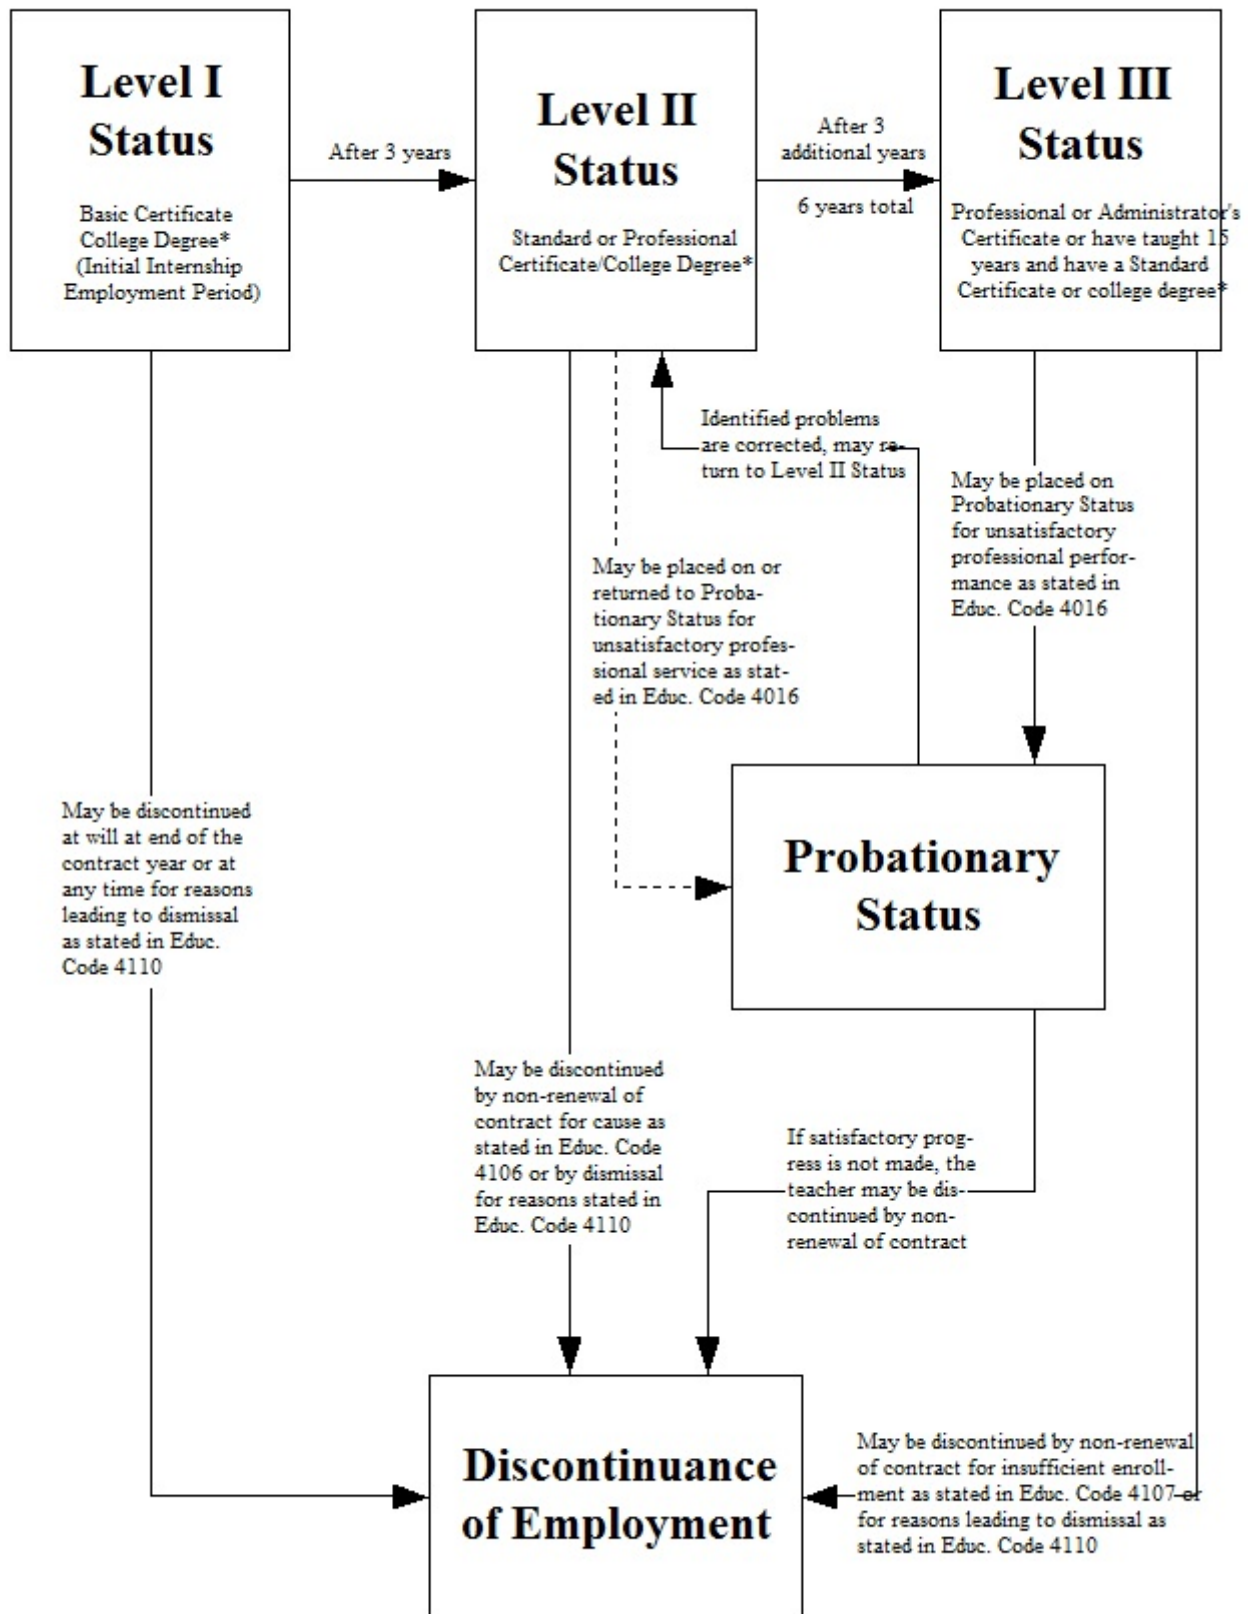 Level I
Status
Basic Certificate
College Degree*
(Initial Internship
Employment Period)
After 3 years
Level II
Status
Standard or Professional
Certificate/College Degree*
After 3
additional years
6 years total
Level III
Status
Professional or Administrator's
Certificate or have taught 15
years and have a Standard
Certificate or college degree*
Identified problems
are corrected, may re-
turn to Level II Status
May be placed on
Probationary Status
for unsatisfactory
professional perfor-
mance as stated in
Educ. Code 4016
May be placed on or
returned to Proba-
tionary Status for
unsatisfactory profes-
sional service as stat-
ed in Educ. Code 4016
Probationary
Status
May be discontinued
at will at end of the
contract year or at
any time for reasons
leading to dismissal
as stated in Educ.
Code 4110
May be discontinued
by non-renewal of
contract for cause as
stated in Educ. Code
4106 or by dismissal
for reasons stated in
Educ. Code 4110
If satisfactory prog-
ress is not made, the
teacher may be dis-
continued by non-
renewal of contract
Discontinuance
of Employment
May be discontinued by non-renewal
of contract for insufficient enroll-
ment as stated in Educ. Code 4107 or
for reasons leading to dismissal as
stated in Educ. Code 4110